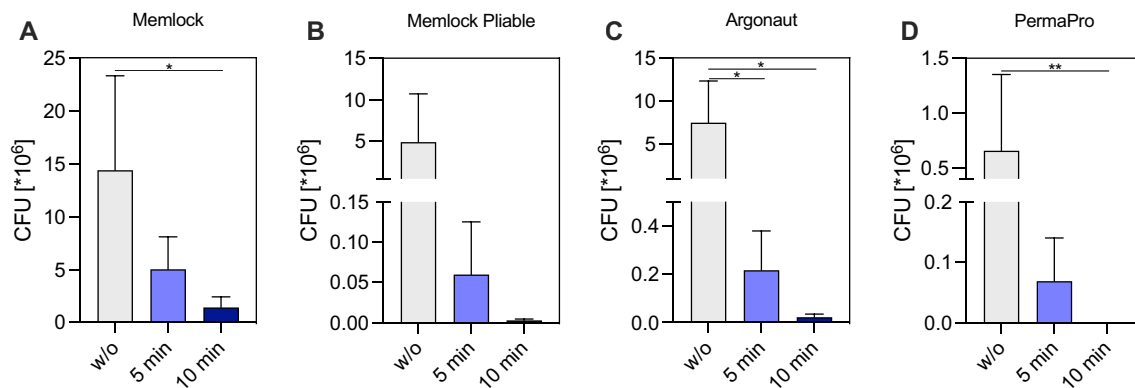 A
Memlock
CFU [*10⁶]
25
20
15
10
5
0
*
w/o
5 min
10 min
B
Memlock Pliable
CFU [*10⁶]
15
10
5
0.15
0.10
0.05
0.00
w/o
5 min
10 min
C
Argonaut
CFU [*10⁶]
15
10
5
0.4
0.2
0.0
*
*
w/o
5 min
10 min
D
PermaPro
CFU [*10⁶]
1.5
1.0
0.5
0.2
0.1
0.0
**
w/o
5 min
10 min